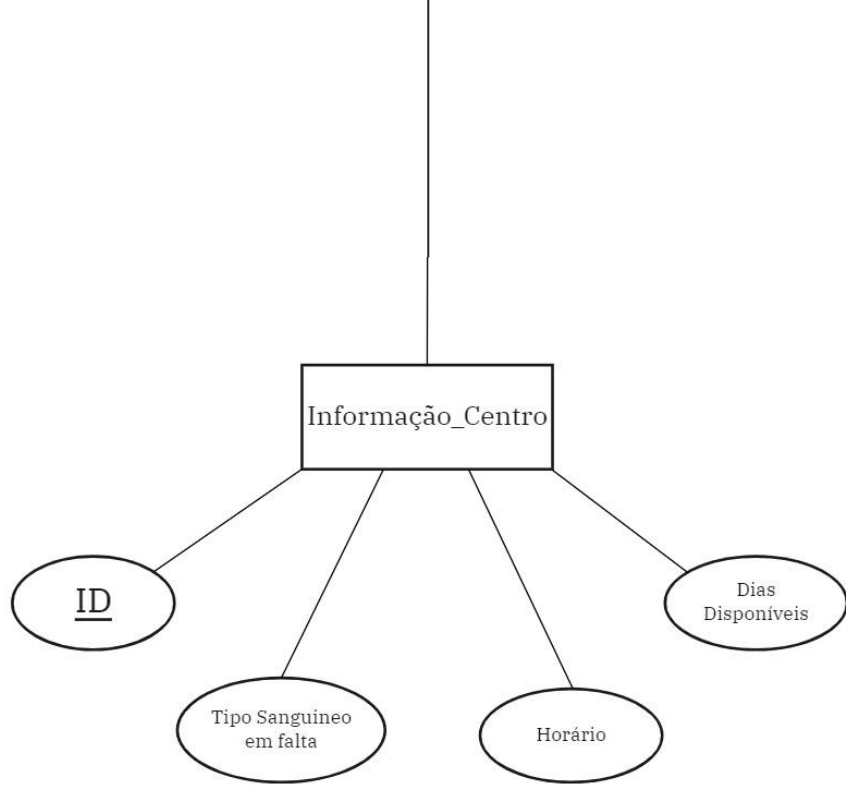 Informação_Centro
ID
Dias
Disponíveis
Tipo Sanguineo
em falta
Horário